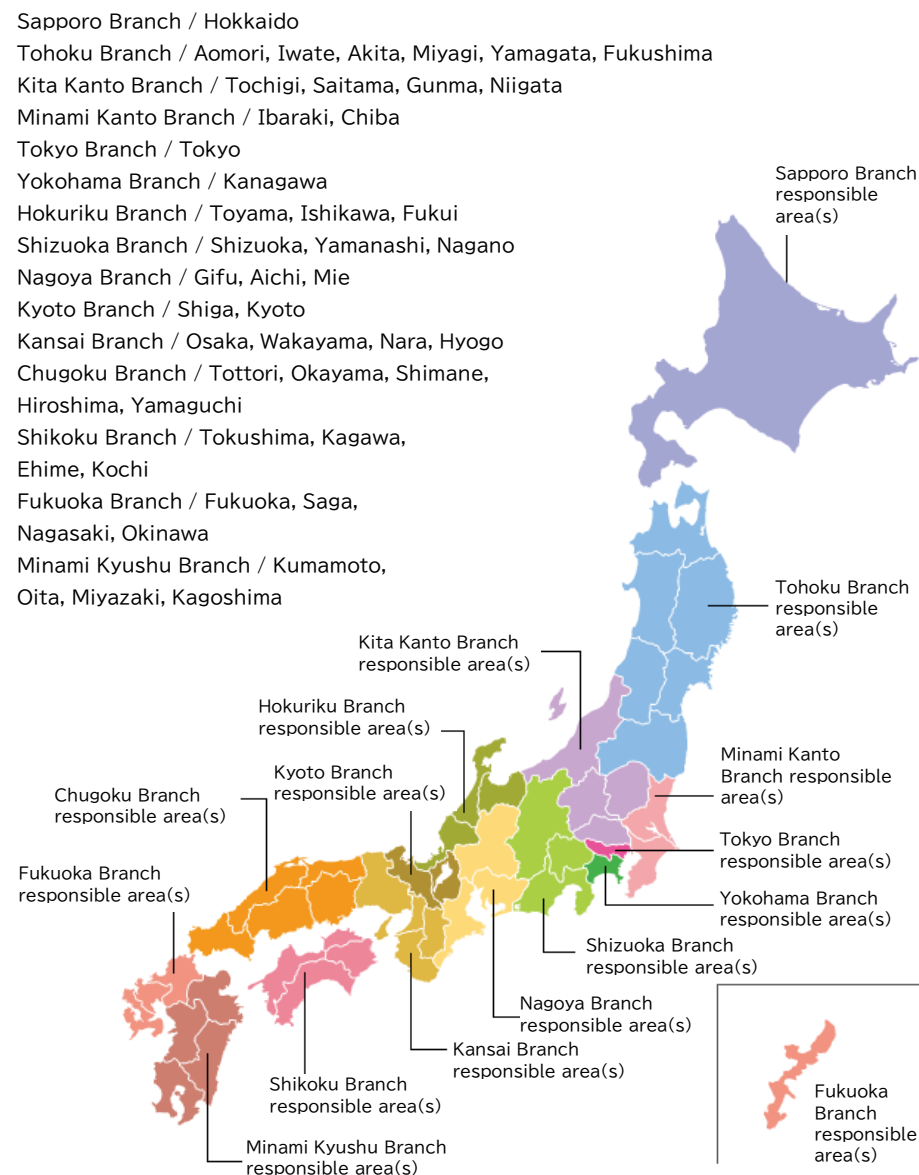 Sapporo Branch / Hokkaido
Tohoku Branch / Aomori, Iwate, Akita, Miyagi, Yamagata, Fukushima
Kita Kanto Branch / Tochigi, Saitama, Gunma, Niigata
Minami Kanto Branch / Ibaraki, Chiba
Tokyo Branch / Tokyo
Yokohama Branch / Kanagawa
Hokuriku Branch / Toyama, Ishikawa, Fukui
Shizuoka Branch / Shizuoka, Yamanashi, Nagano
Nagoya Branch / Gifu, Aichi, Mie
Kyoto Branch / Shiga, Kyoto
Kansai Branch / Osaka, Wakayama, Nara, Hyogo
Chugoku Branch / Tottori, Okayama, Shimane,
Hiroshima, Yamaguchi
Shikoku Branch / Tokushima, Kagawa,
Ehime, Kochi
Fukuoka Branch / Fukuoka, Saga,
Nagasaki, Okinawa
Minami Kyushu Branch / Kumamoto,
Oita, Miyazaki, Kagoshima
Sapporo Branch
responsible
area(s)
Tohoku Branch
responsible
area(s)
Kita Kanto Branch
responsible area(s)
Hokuriku Branch
responsible area(s)
Minami Kanto
Branch responsible
area(s)
Kyoto Branch
responsible area(s)
Chugoku Branch
responsible area(s)
Tokyo Branch
responsible area(s)
Fukuoka Branch
responsible area(s)
Yokohama Branch
responsible area(s)
Shizuoka Branch
responsible area(s)
Nagoya Branch
responsible area(s)
Kansai Branch
responsible area(s)
Shikoku Branch
responsible area(s)
Fukuoka
Branch
responsible
area(s)
Minami Kyushu Branch
responsible area(s)